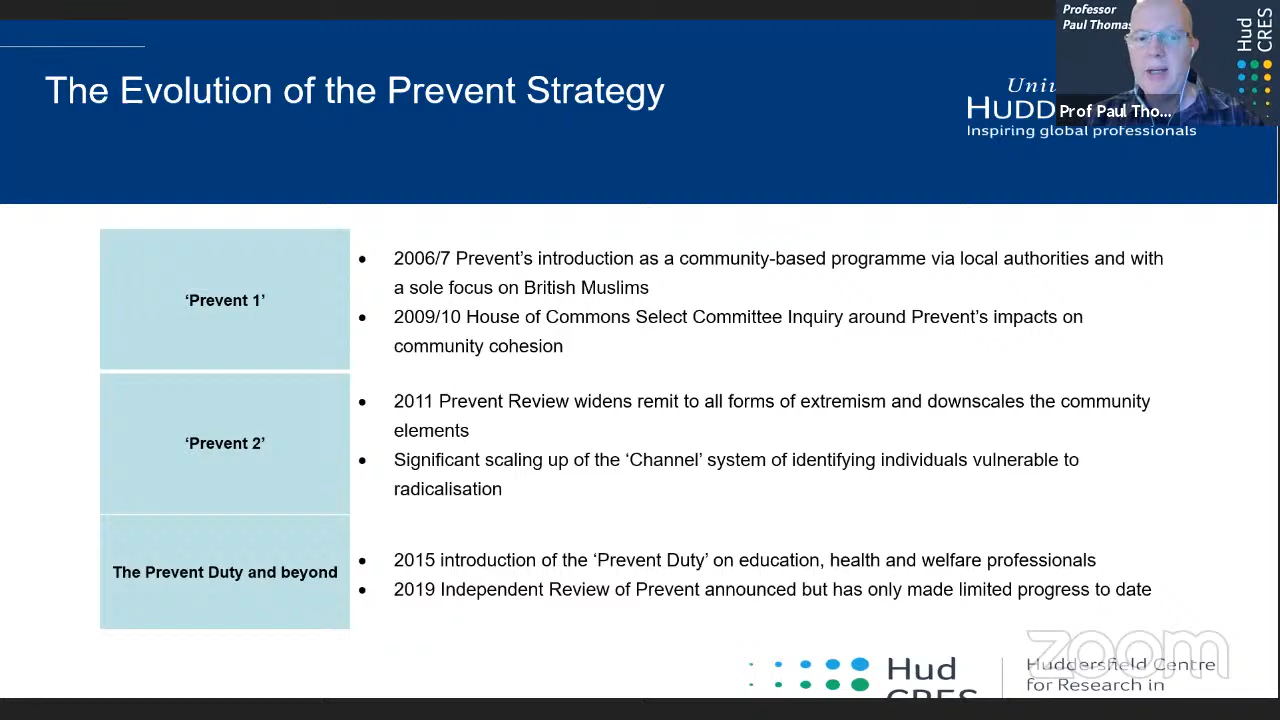 The Evolution of the Prevent Strategy
Professor
Paul Thomas
Prof Paul Tho...
Hud
CRES
Inspiring global professionals
‘Prevent 1’
• 2006/7 Prevent’s introduction as a community-based programme via local authorities and with
a sole focus on British Muslims
• 2009/10 House of Commons Select Committee Inquiry around Prevent’s impacts on
community cohesion
‘Prevent 2’
• 2011 Prevent Review widens remit to all forms of extremism and downscales the community
elements
• Significant scaling up of the ‘Channel’ system of identifying individuals vulnerable to
radicalisation
The Prevent Duty and beyond
• 2015 introduction of the ‘Prevent Duty’ on education, health and welfare professionals
• 2019 Independent Review of Prevent announced but has only made limited progress to date
Hud
CRES
Huddersfield Centre
for Research in
zoom